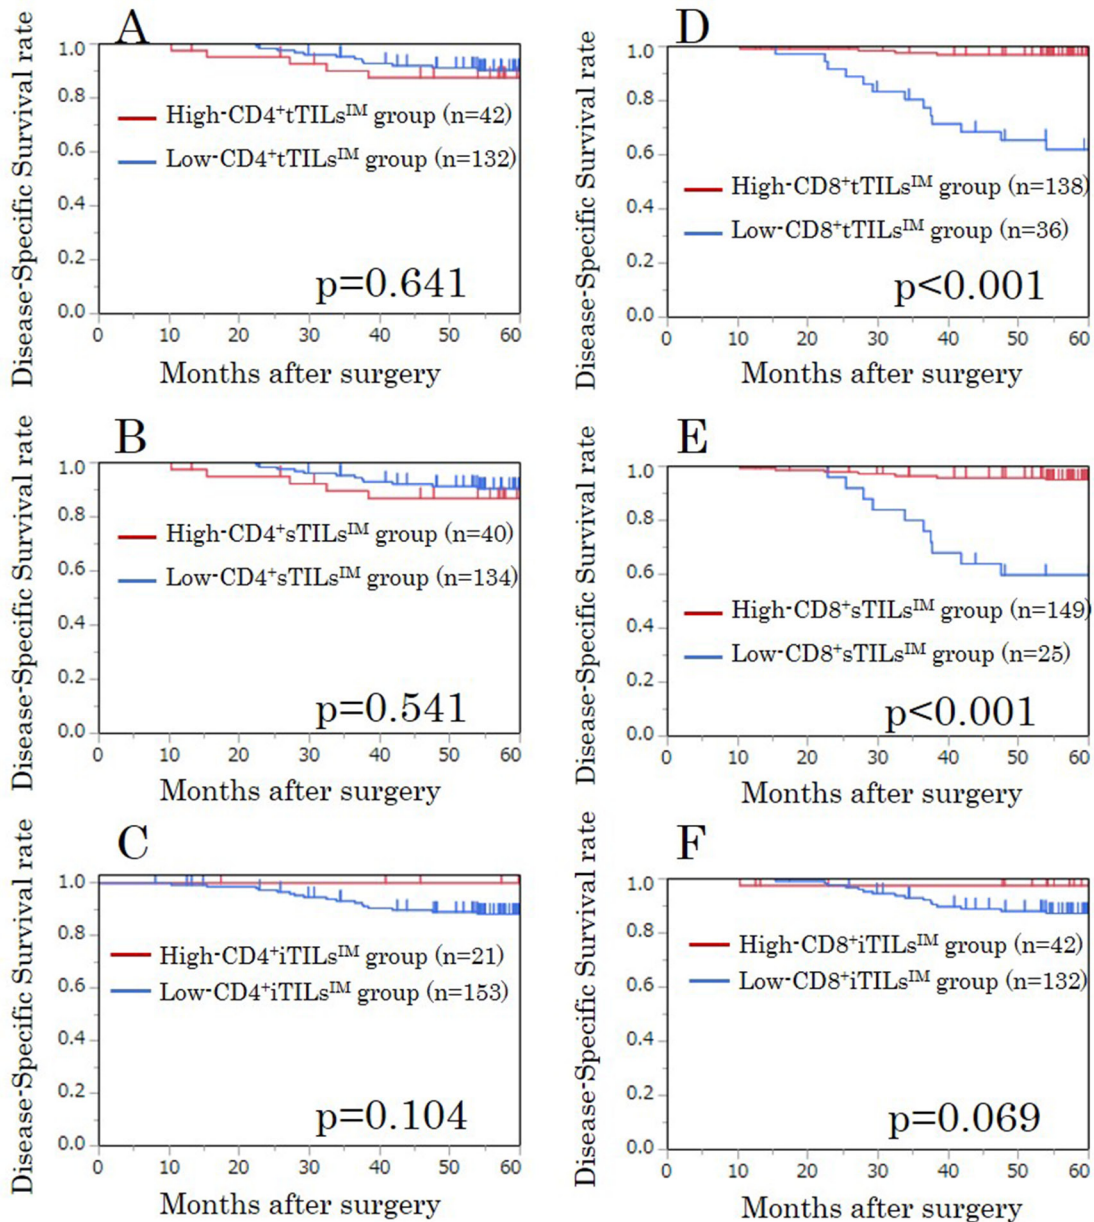 A
Disease-Specific Survival rate
1.0
0.8
0.6
0.4
0.2
0.0
High-CD4⁺tTILsᴵᴹ group (n=42)
Low-CD4⁺tTILsᴵᴹ group (n=132)
p=0.641
0 10 20 30 40 50 60
Months after surgery
D
Disease-Specific Survival rate
1.0
0.8
0.6
0.4
0.2
0.0
High-CD8⁺tTILsᴵᴹ group (n=138)
Low-CD8⁺tTILsᴵᴹ group (n=36)
p<0.001
0 10 20 30 40 50 60
Months after surgery
B
Disease-Specific Survival rate
1.0
0.8
0.6
0.4
0.2
0.0
High-CD4⁺sTILsᴵᴹ group (n=40)
Low-CD4⁺sTILsᴵᴹ group (n=134)
p=0.541
0 10 20 30 40 50 60
Months after surgery
E
Disease-Specific Survival rate
1.0
0.8
0.6
0.4
0.2
0.0
High-CD8⁺sTILsᴵᴹ group (n=149)
Low-CD8⁺sTILsᴵᴹ group (n=25)
p<0.001
0 10 20 30 40 50 60
Months after surgery
C
Disease-Specific Survival rate
1.0
0.8
0.6
0.4
0.2
0.0
High-CD4⁺iTILsᴵᴹ group (n=21)
Low-CD4⁺iTILsᴵᴹ group (n=153)
p=0.104
0 10 20 30 40 50 60
Months after surgery
F
Disease-Specific Survival rate
1.0
0.8
0.6
0.4
0.2
0.0
High-CD8⁺iTILsᴵᴹ group (n=42)
Low-CD8⁺iTILsᴵᴹ group (n=132)
p=0.069
0 10 20 30 40 50 60
Months after surgery